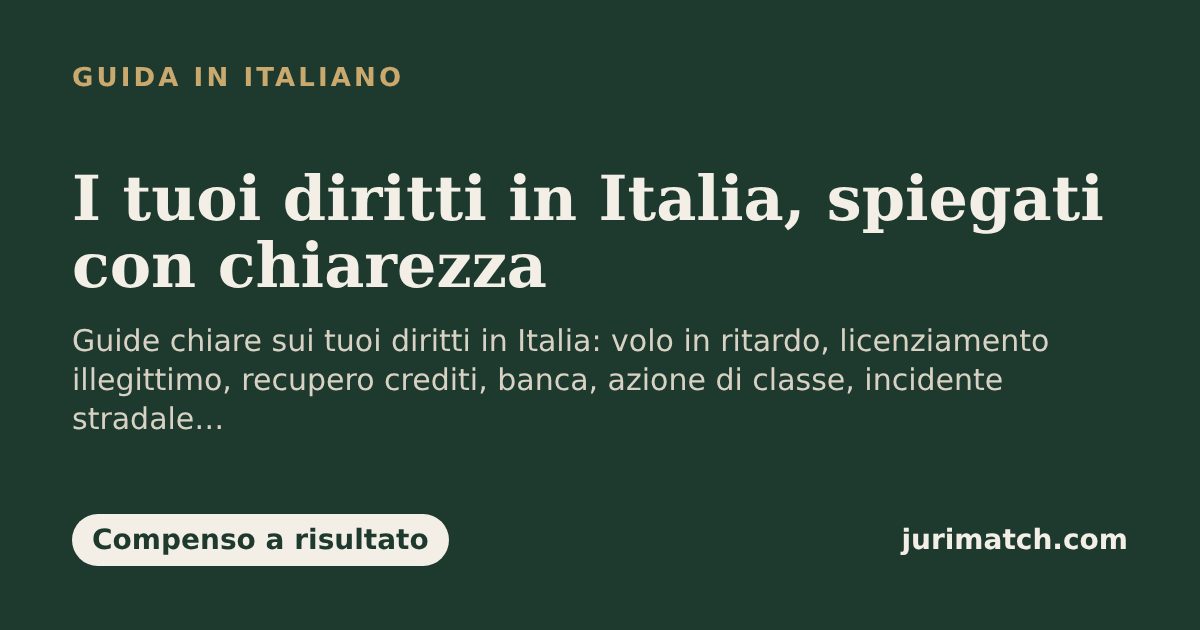 GUIDA IN ITALIANO
I tuoi diritti in Italia, spiegati
con chiarezza
Guide chiare sui tuoi diritti in Italia: volo in ritardo, licenziamento
illegittimo, recupero crediti, banca, azione di classe, incidente
stradale…
Compenso a risultato
jurimatch.com